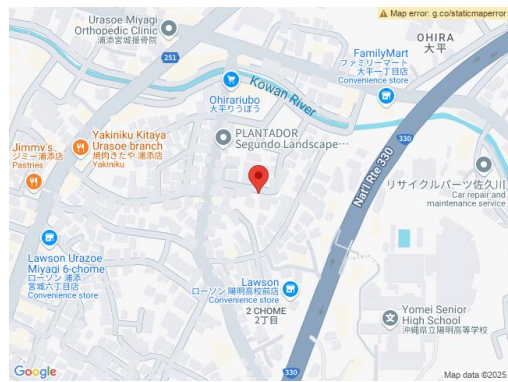 Map error: g.co/staticmaperror
Urasoe Miyagi
Orthopedic Clinic
浦添宮城接骨院
OHIRA
大平
251
FamilyMart
ファミリーマート
大平一丁目店
Convenience store
Kowan River
Ohirariubo
大平りうぼう
Yakiniku Kitaya
Urasoe branch
焼肉きたや 浦添店
Yakiniku
PLANTADOR
Segundo Landscape...
330
Jimmy's
ジミー浦添店
Pastries
Nat'l Rte 330
リサイクルパーツ佐久川
Car repair and
maintenance service
Lawson Urazoe
Miyagi 6-chome
ローソン 浦添
宮城六丁目店
Convenience store
Lawson
ローソン 陽明高校前店
Convenience store
2 CHOME
2丁目
Yomei Senior
High School
沖縄県立陽明高等学校
330
Google
Map data ©2025